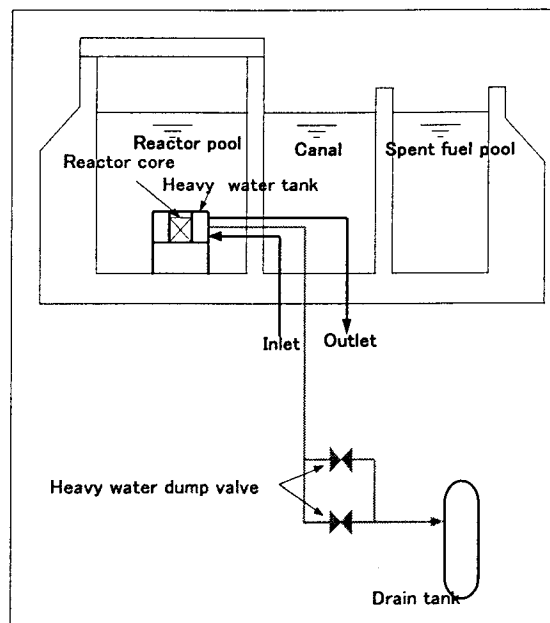 Reactor pool
Canal
Spent fuel pool
Reactor core
Heavy water tank
Inlet
Outlet
Heavy water dump valve
Drain tank